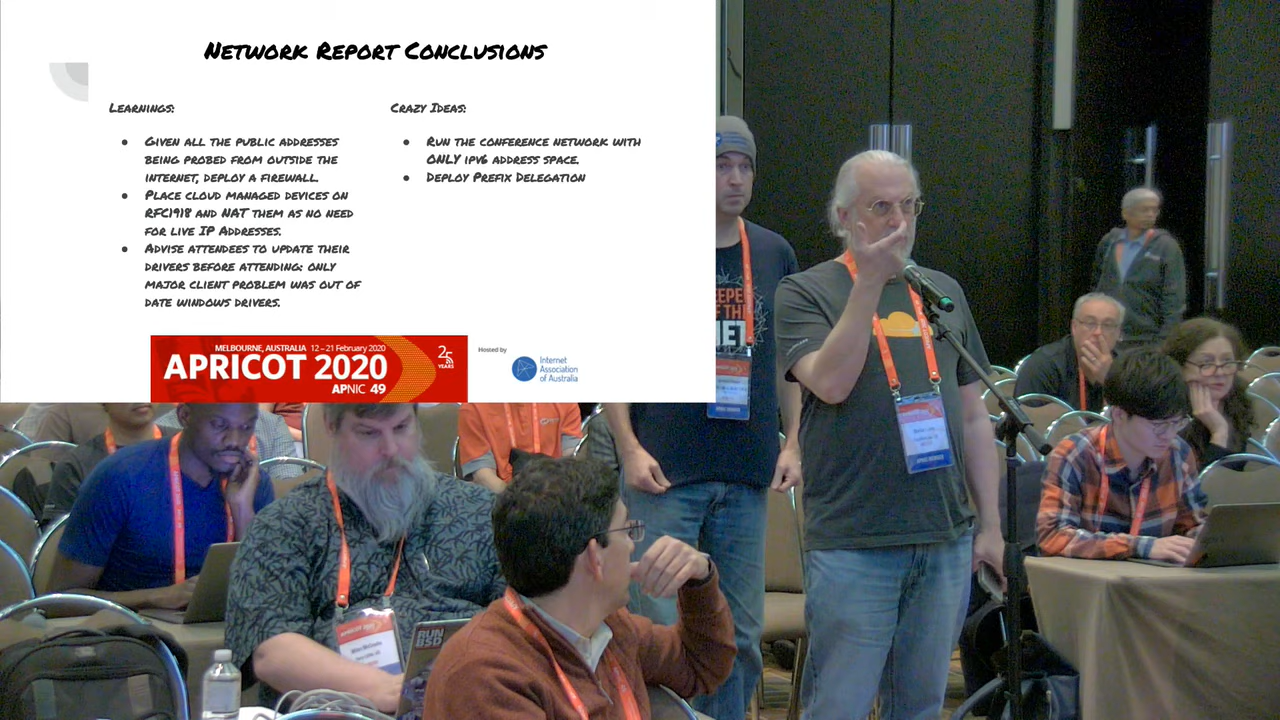 Network Report Conclusions
Learnings:
Given all the public addresses
being probed from outside the
internet, deploy a firewall.
Place cloud managed devices on
RFC1918 and NAT them as no need
for live IP Addresses.
Advise attendees to update their
drivers before attending: only
major client problem was out of
date windows drivers.
Crazy Ideas:
Run the conference network with
ONLY ipv6 address space.
Deploy Prefix Delegation
MELBOURNE, AUSTRALIA 12 – 21 February 2020
APRICOT 2020
APNIC 49
25
YEARS
Hosted by
Internet
Association
of Australia
RUN
BSD